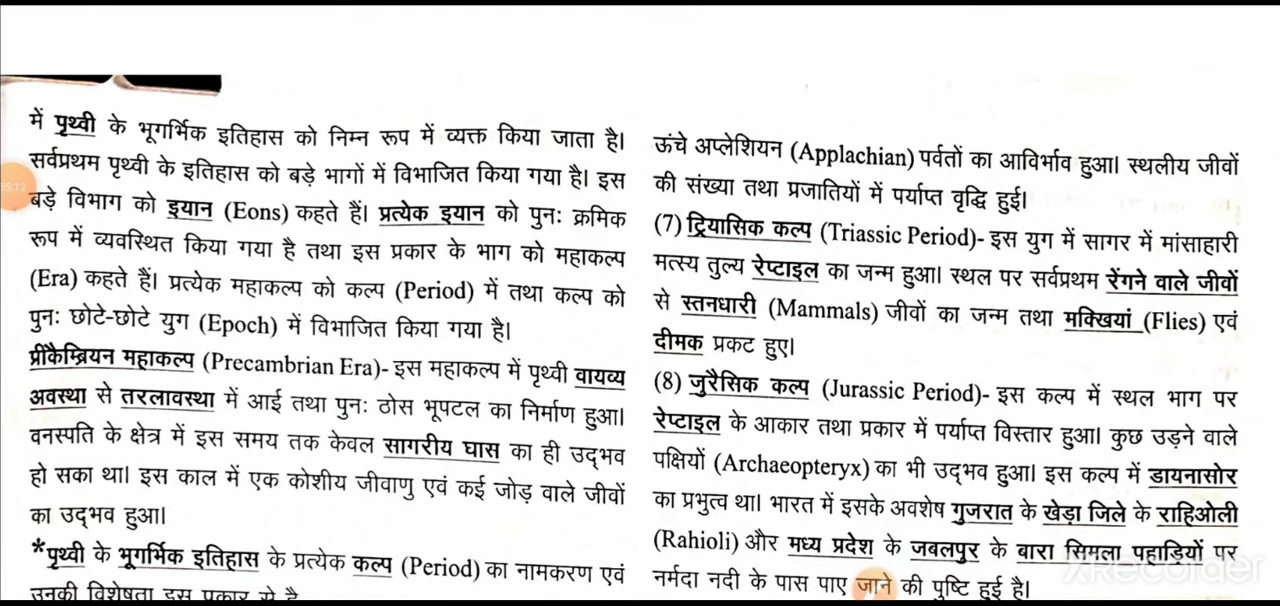 में पृथ्वी के भूगर्भिक इतिहास को निम्न रूप में व्यक्त किया जाता है।
सर्वप्रथम पृथ्वी के इतिहास को बड़े भागों में विभाजित किया गया है। इस
बड़े विभाग को इयान (Eons) कहते हैं। प्रत्येक इयान को पुनः क्रमिक
रूप में व्यवस्थित किया गया है तथा इस प्रकार के भाग को महाकल्प
(Era) कहते हैं। प्रत्येक महाकल्प को कल्प (Period) में तथा कल्प को
पुनः छोटे-छोटे युग (Epoch) में विभाजित किया गया है।
प्रीकैम्ब्रियन महाकल्प (Precambrian Era)- इस महाकल्प में पृथ्वी वायव्य
अवस्था से तरलावस्था में आई तथा पुनः ठोस भूपटल का निर्माण हुआ।
वनस्पति के क्षेत्र में इस समय तक केवल सागरीय घास का ही उद्भव
हो सका था। इस काल में एक कोशीय जीवाणु एवं कई जोड़ वाले जीवों
का उद्भव हुआ।
*पृथ्वी के भूगर्भिक इतिहास के प्रत्येक कल्प (Period) का नामकरण एवं
उनकी विशेषता इस प्रकार से है
ऊंचे अप्लेशियन (Applachian) पर्वतों का आविर्भाव हुआ। स्थलीय जीवों
की संख्या तथा प्रजातियों में पर्याप्त वृद्धि हुई।
(7) ट्रियासिक कल्प (Triassic Period)- इस युग में सागर में मांसाहारी
मत्स्य तुल्य रेप्टाइल का जन्म हुआ। स्थल पर सर्वप्रथम रेंगने वाले जीवों
से स्तनधारी (Mammals) जीवों का जन्म तथा मक्खियां (Flies) एवं
दीमक प्रकट हुए।
(8) जुरैसिक कल्प (Jurassic Period)- इस कल्प में स्थल भाग पर
रेप्टाइल के आकार तथा प्रकार में पर्याप्त विस्तार हुआ। कुछ उड़ने वाले
पक्षियों (Archaeopteryx) का भी उद्भव हुआ। इस कल्प में डायनासोर
का प्रभुत्व था। भारत में इसके अवशेष गुजरात के खेड़ा जिले के राहिओली
(Rahioli) और मध्य प्रदेश के जबलपुर के बारा सिमला पहाड़ियों पर
नर्मदा नदी के पास पाए जाने की पुष्टि हुई है।
XRecorder